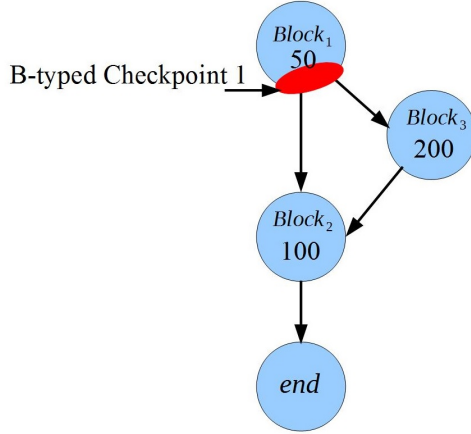 Block₁
50
B-typed Checkpoint 1
Block₃
200
Block₂
100
end